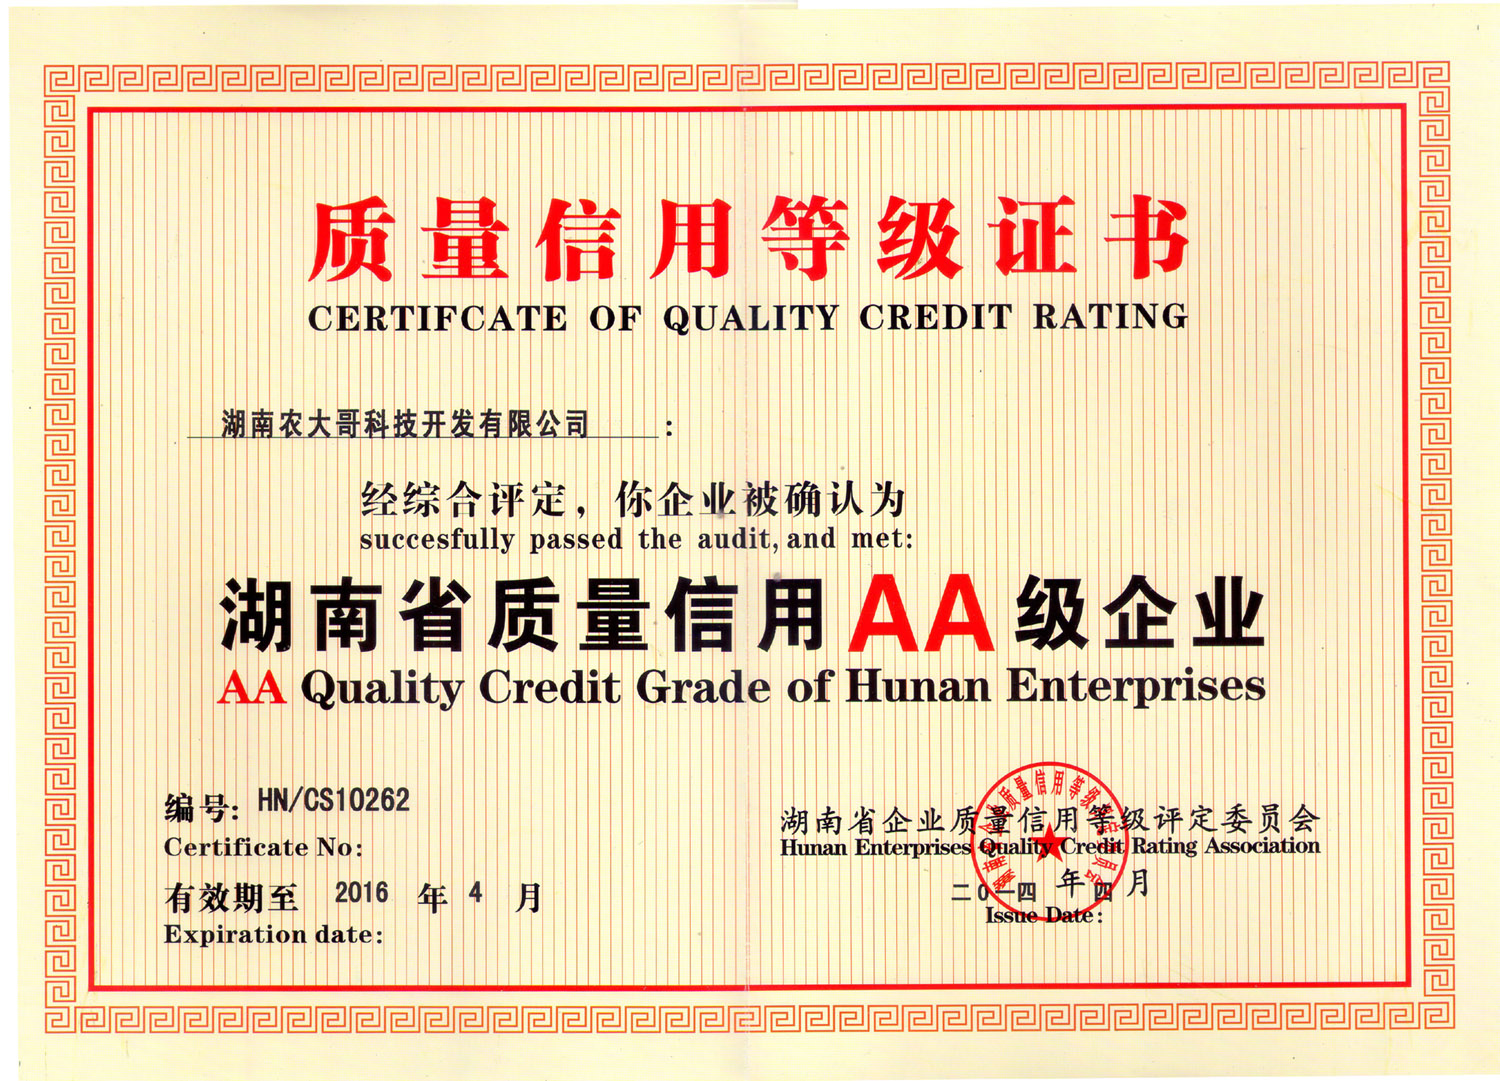 质量信用等级证书
CERTIFCATE OF QUALITY CREDIT RATING
湖南农大哥科技开发有限公司:
经综合评定，你企业被确认为
succesfully passed the audit, and met:
湖南省质量信用AA级企业
AA Quality Credit Grade of Hunan Enterprises
编号: HN/CS10262
Certificate No:
有效期至 2016 年 4 月
Expiration date:
湖南省企业质量信用等级评定委员会
Hunan Enterprises Quality Credit Rating Association
二0一四 年 四 月
Issue Date: